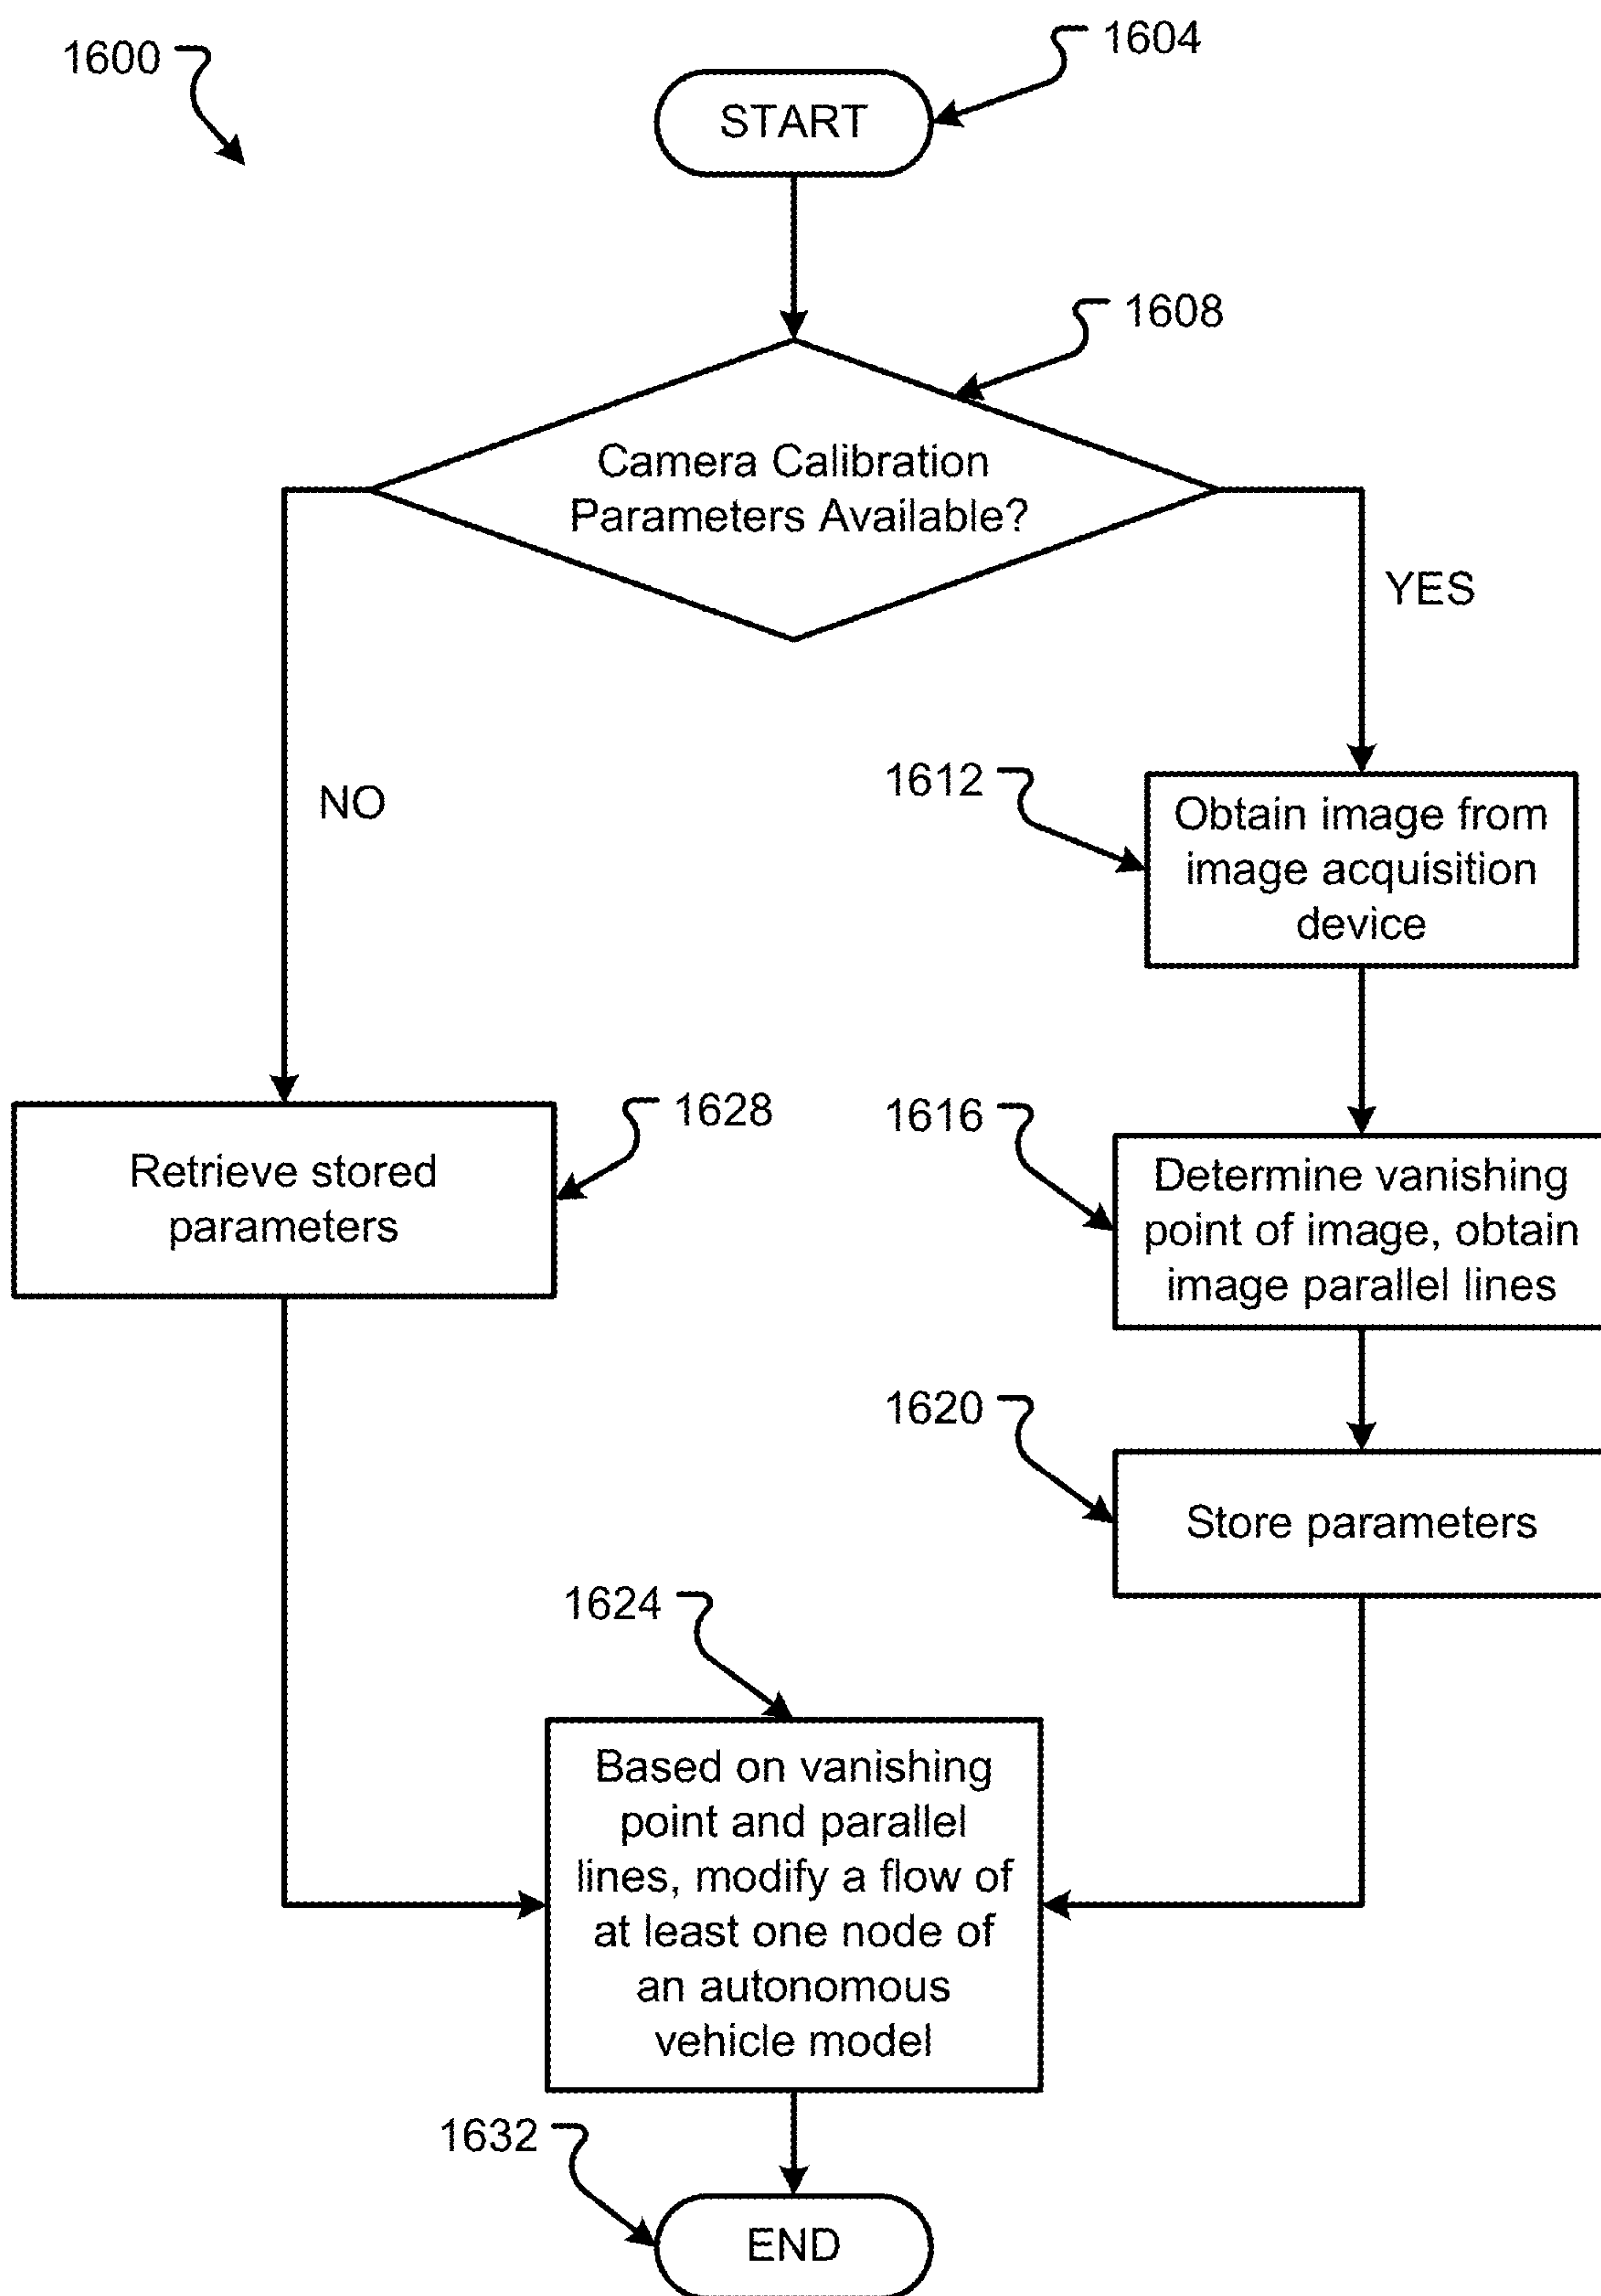 1600
1604
START
1608
Camera Calibration
Parameters Available?
YES
NO
1612
Obtain image from
image acquisition
device
1628
Retrieve stored
parameters
1616
Determine vanishing
point of image, obtain
image parallel lines
1620
Store parameters
1624
Based on vanishing
point and parallel
lines, modify a flow of
at least one node of
an autonomous
vehicle model
1632
END